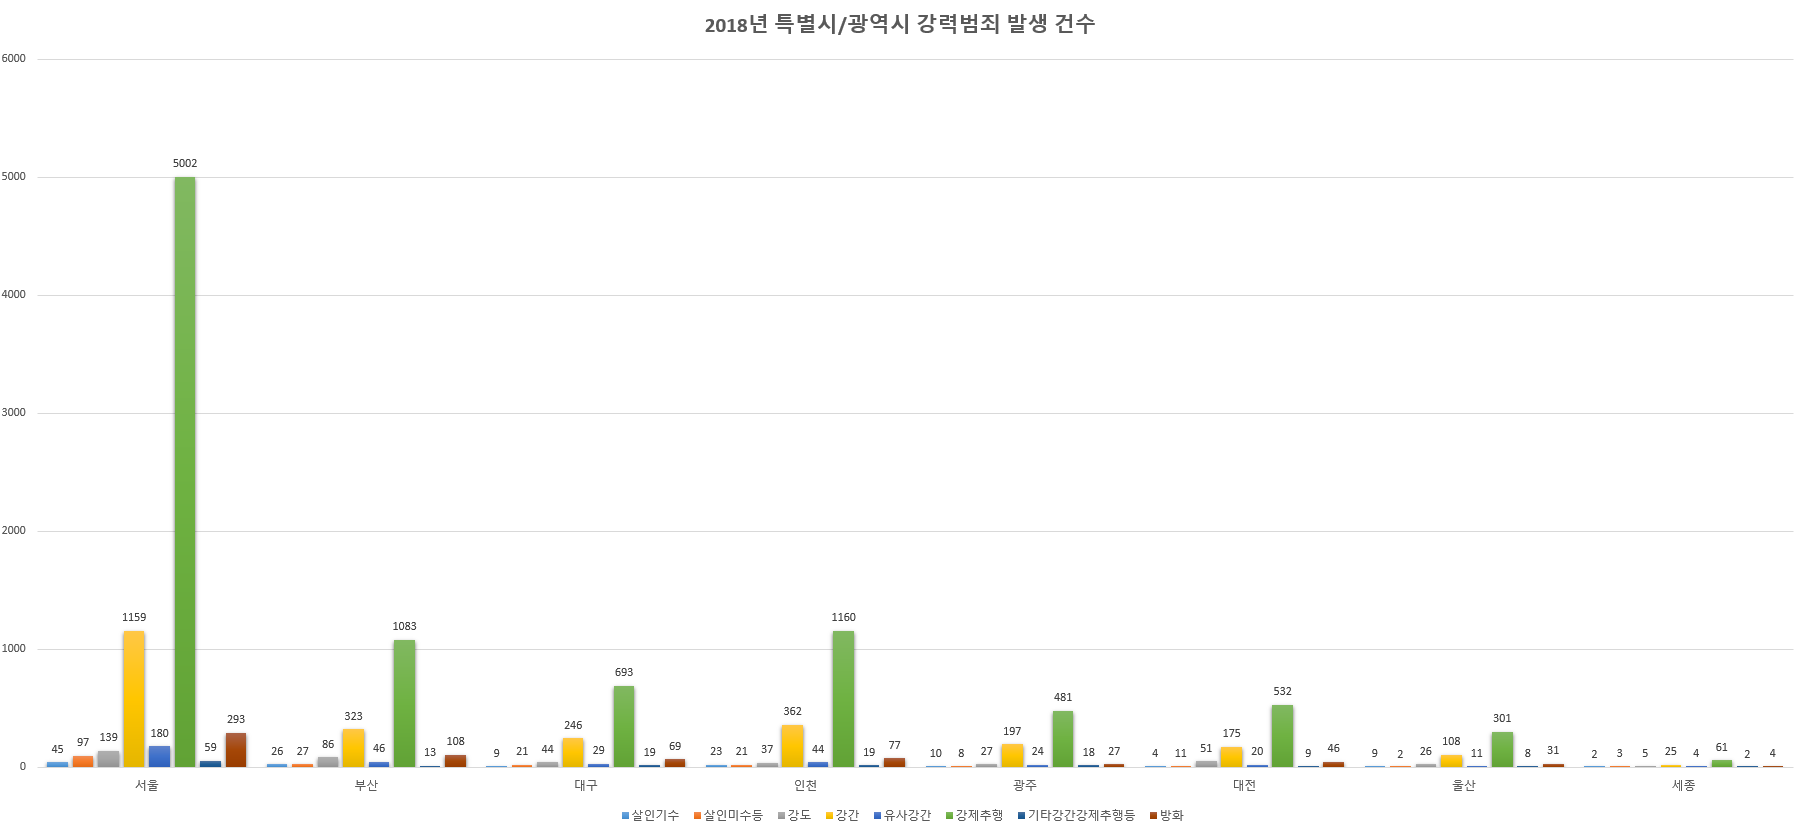 2018년 특별시/광역시 강력범죄 발생 건수
6000
5000
4000
3000
2000
1000
0
45 97 139 1159 180 5002 59 293
26 27 86 323 46 1083 13 108
9 21 44 246 29 693 19 69
23 21 37 362 44 1160 19 77
10 8 27 197 24 481 18 27
4 11 51 175 20 532 9 46
9 2 26 108 11 301 8 31
2 3 5 25 4 61 2 4
서울 부산 대구 인천 광주 대전 울산 세종
살인기수 살인미수등 강도 강간 유사강간 강제추행 기타강간강제추행등 방화